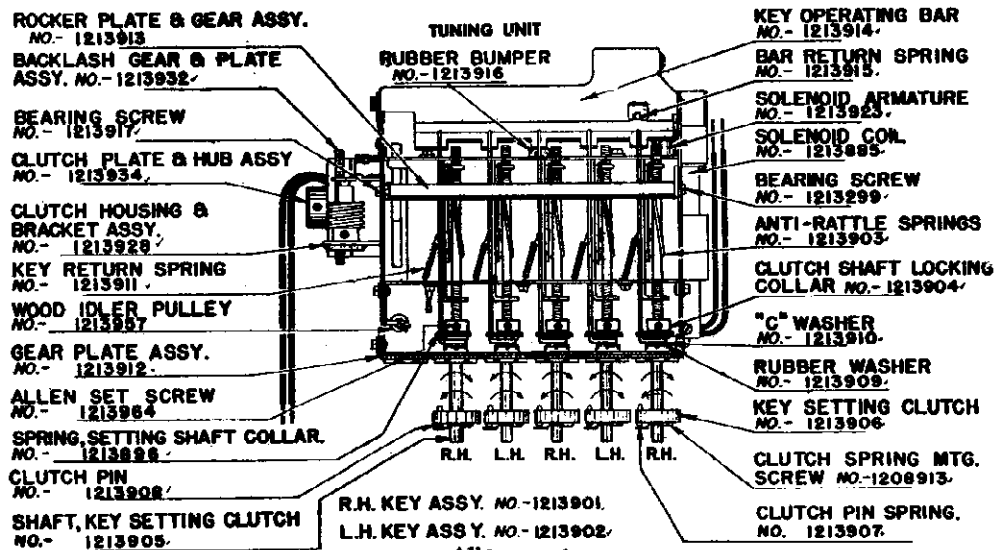 TUNING UNIT
ROCKER PLATE & GEAR ASSY.
NO.- 1213913
BACKLASH GEAR & PLATE
ASSY. NO.-1213932
BEARING SCREW
NO.- 1213917
CLUTCH PLATE & HUB ASSY
NO.- 1213934
CLUTCH HOUSING &
BRACKET ASSY.
NO.- 1213928
KEY RETURN SPRING
NO.- 1213911
WOOD IDLER PULLEY
NO.- 1213957
GEAR PLATE ASSY.
NO.- 1213912
ALLEN SET SCREW
NO.- 1213964
SPRING, SETTING SHAFT COLLAR.
NO.- 1213896
CLUTCH PIN
NO.- 1213908
SHAFT, KEY SETTING CLUTCH
NO.- 1213905
RUBBER BUMPER
NO.-1213916
R.H. L.H. R.H. L.H. R.H.
R.H. KEY ASSY. NO.-1213901
L.H. KEY ASSY. NO.-1213902
KEY OPERATING BAR
NO.- 1213914
BAR RETURN SPRING
NO.- 1213915
SOLENOID ARMATURE
NO.- 1213923
SOLENOID COIL
NO.- 1213885
BEARING SCREW
NO.- 1213299
ANTI-RATTLE SPRINGS
NO.- 1213903
CLUTCH SHAFT LOCKING
COLLAR NO.-1213904
"C" WASHER
NO.- 1213910
RUBBER WASHER
NO.- 1213909
KEY SETTING CLUTCH
NO.- 1213906
CLUTCH SPRING MTG.
SCREW NO.-1208913
CLUTCH PIN SPRING.
NO. 1213907